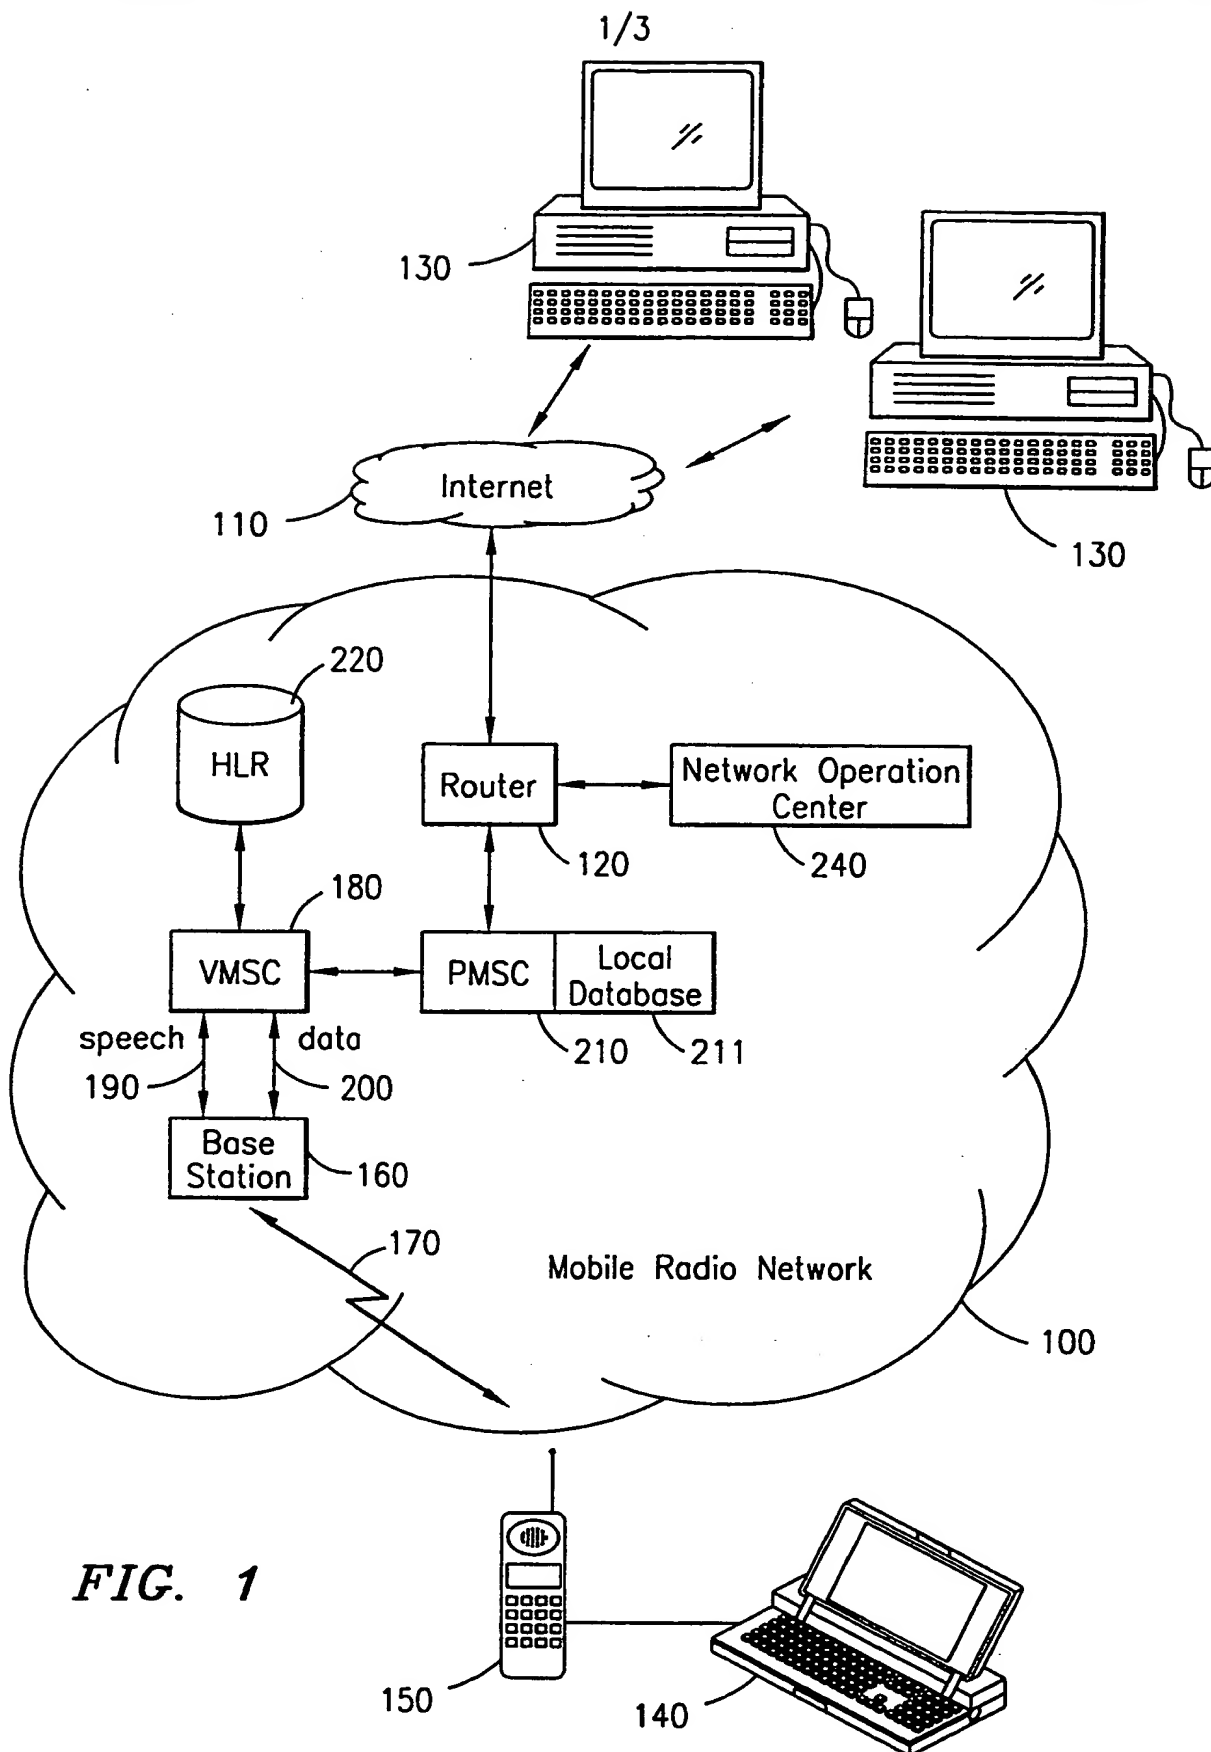 1/3
130
Internet
110
130
220
HLR
Router
Network Operation
Center
120
240
180
VMSC
PMSC
Local
Database
speech
data
210
211
190
200
Base
Station
160
170
Mobile Radio Network
100
FIG. 1
150
140